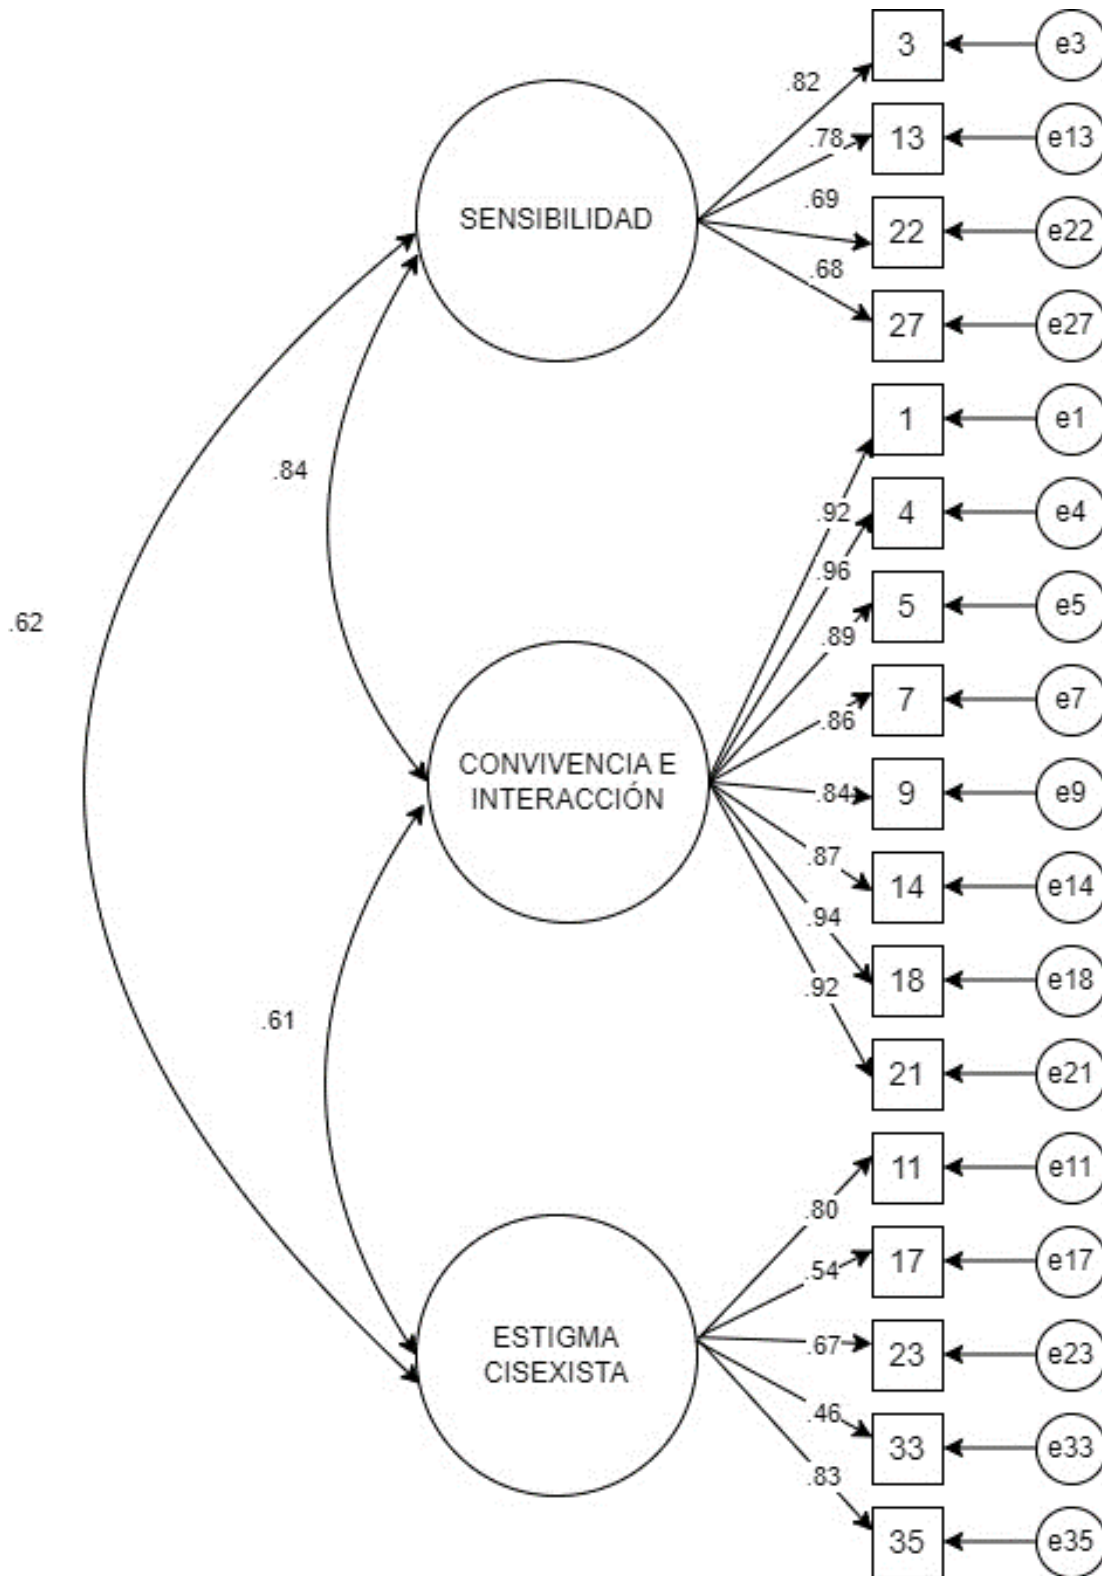 3
e3
.82
13
e13
.78
SENSIBILIDAD
.69
22
e22
.68
27
e27
1
e1
.84
.92
4
e4
.96
5
e5
.62
.89
7
e7
.86
CONVIVENCIA E
INTERACCIÓN
.84
9
e9
.87
14
e14
.94
18
e18
.92
.61
21
e21
11
e11
.80
17
e17
.54
ESTIGMA
CISEXISTA
.67
23
e23
.46
33
e33
.83
35
e35